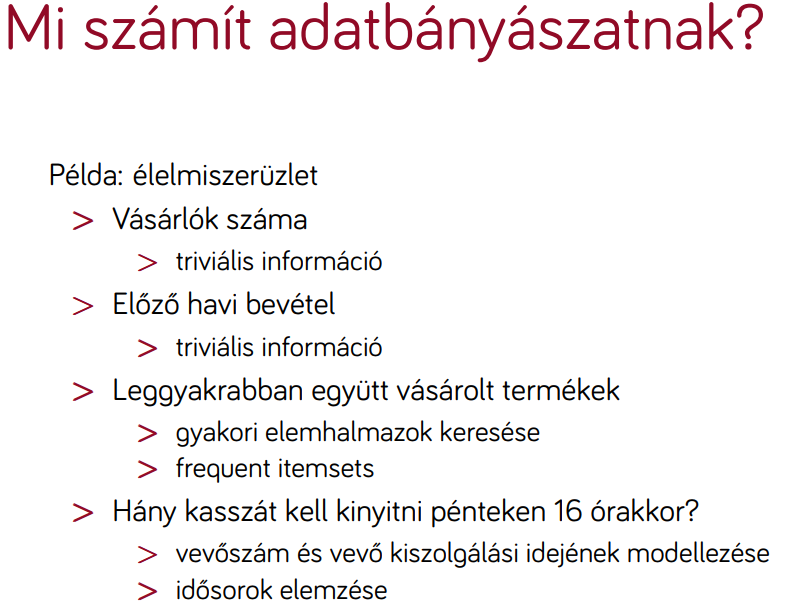 Mi számít adatbányászatnak?
Példa: élelmiszerüzlet
> Vásárlók száma
> triviális információ
> Előző havi bevétel
> triviális információ
> Leggyakrabban együtt vásárolt termékek
> gyakori elemhalmazok keresése
> frequent itemsets
> Hány kasszát kell kinyitni pénteken 16 órakkor?
> vevőszám és vevő kiszolgálási idejének modellezése
> idősorok elemzése